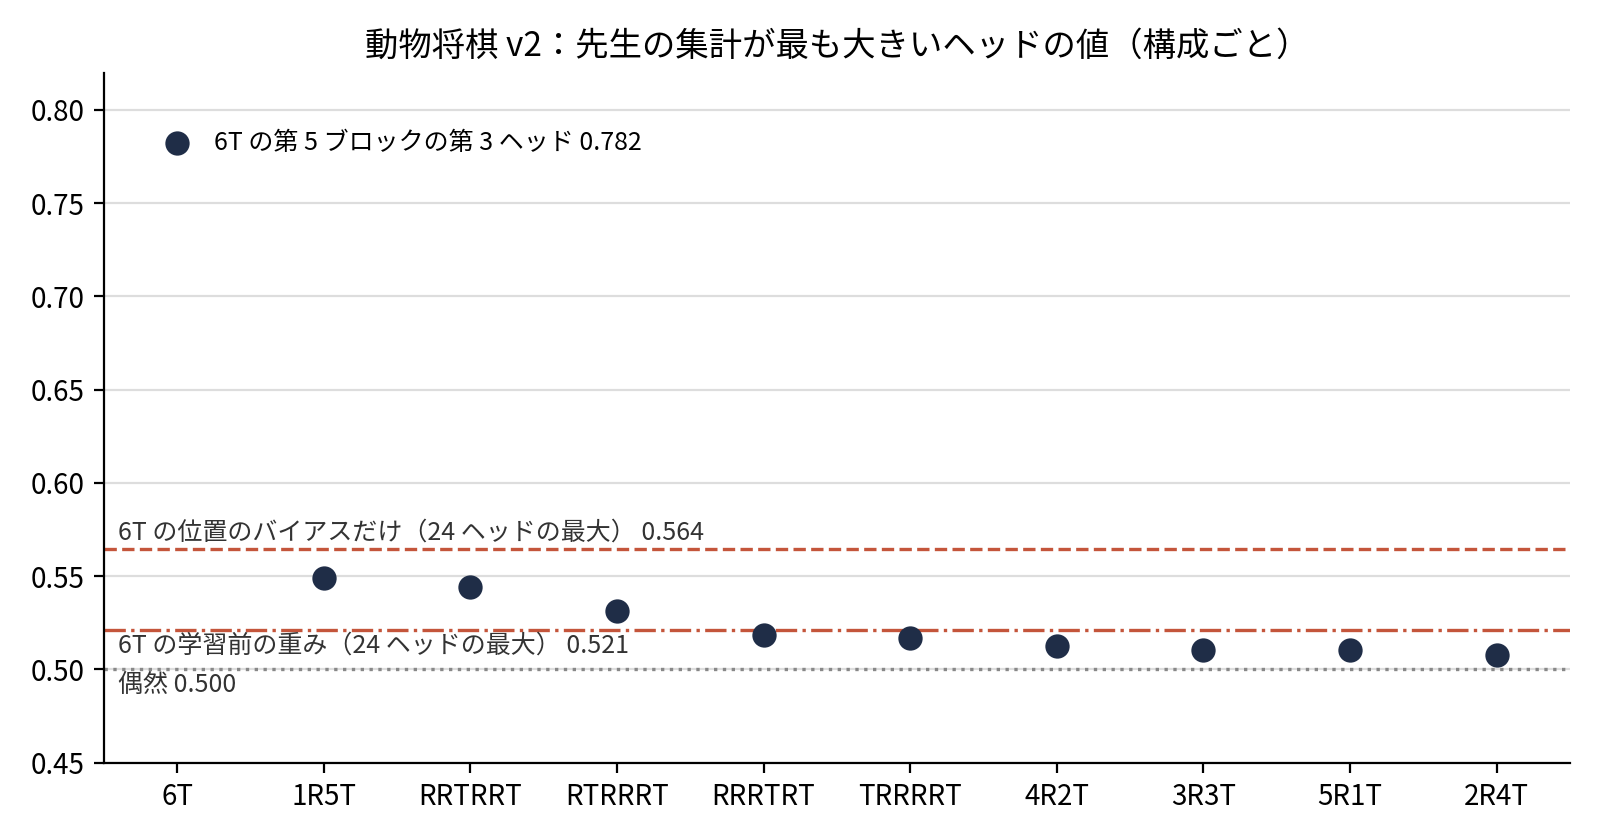 動物将棋 v2：先生の集計が最も大きいヘッドの値（構成ごと）
0.80
6T の第 5 ブロックの第 3 ヘッド 0.782
0.75
0.70
0.65
0.60
6T の位置のバイアスだけ（24 ヘッドの最大） 0.564
0.55
6T の学習前の重み（24 ヘッドの最大） 0.521
0.50
偶然 0.500
0.45
6T 1R5T RRTRRT RTRRRT RRRTRT TRRRRT 4R2T 3R3T 5R1T 2R4T